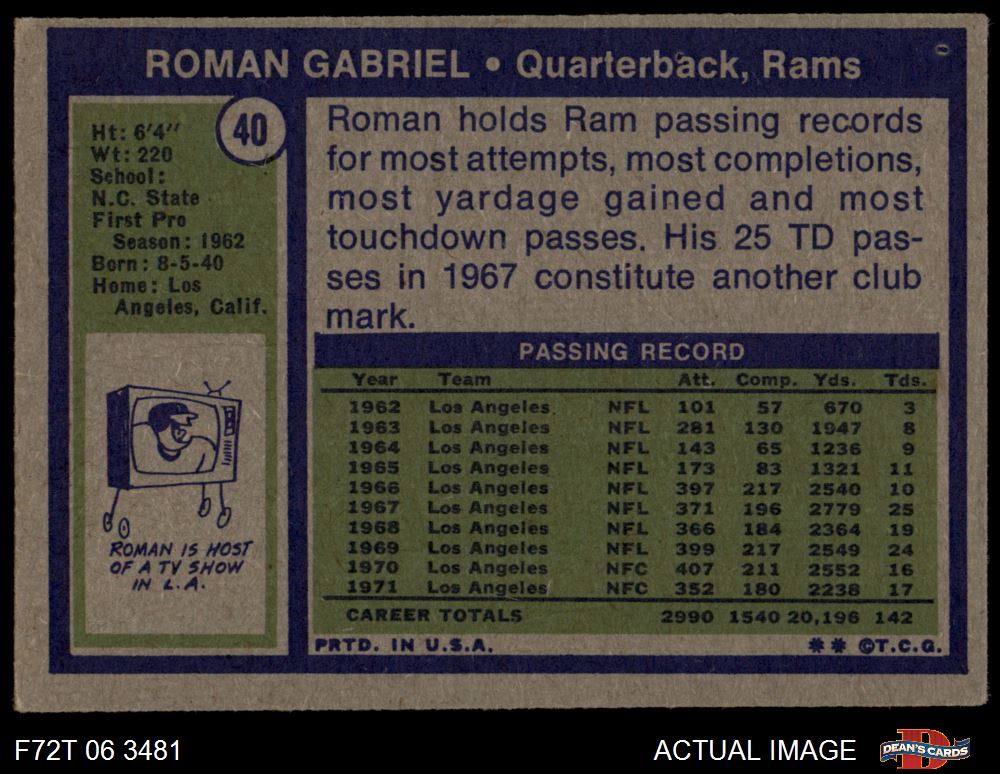 ROMAN GABRIEL • Quarterback, Rams
40
Ht: 6'4"
Wt: 220
School:
N.C. State
First Pro
Season: 1962
Born: 8-5-40
Home: Los
Angeles, Calif.
ROMAN IS HOST
OF A TV SHOW
IN L.A.
Roman holds Ram passing records
for most attempts, most completions,
most yardage gained and most
touchdown passes. His 25 TD pas-
ses in 1967 constitute another club
mark.
PASSING RECORD
Year Team Att. Comp. Yds. Tds.
1962 Los Angeles NFL 101 57 670 3
1963 Los Angeles NFL 281 130 1947 8
1964 Los Angeles NFL 143 65 1236 9
1965 Los Angeles NFL 173 83 1321 11
1966 Los Angeles NFL 397 217 2540 10
1967 Los Angeles NFL 371 196 2779 25
1968 Los Angeles NFL 366 184 2364 19
1969 Los Angeles NFL 399 217 2549 24
1970 Los Angeles NFC 407 211 2552 16
1971 Los Angeles NFC 352 180 2238 17
CAREER TOTALS 2990 1540 20,196 142
PRTD. IN U.S.A. ** ©T.C.G.
F72T 06 3481 ACTUAL IMAGE DEAN'S CARDS